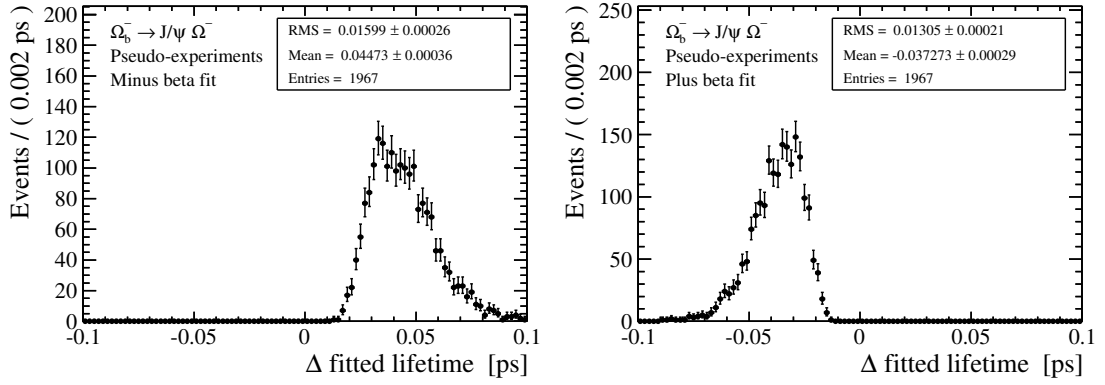 Events / ( 0.002 ps )
200
180
160
140
120
100
80
60
40
20
0
Ω_b^- → J/ψ Ω^-
Pseudo-experiments
Minus beta fit
RMS = 0.01599 ± 0.00026
Mean = 0.04473 ± 0.00036
Entries = 1967
-0.1 -0.05 0 0.05 0.1
Δ fitted lifetime [ps]
Events / ( 0.002 ps )
250
200
150
100
50
0
Ω_b^- → J/ψ Ω^-
Pseudo-experiments
Plus beta fit
RMS = 0.01305 ± 0.00021
Mean = -0.037273 ± 0.00029
Entries = 1967
-0.1 -0.05 0 0.05 0.1
Δ fitted lifetime [ps]